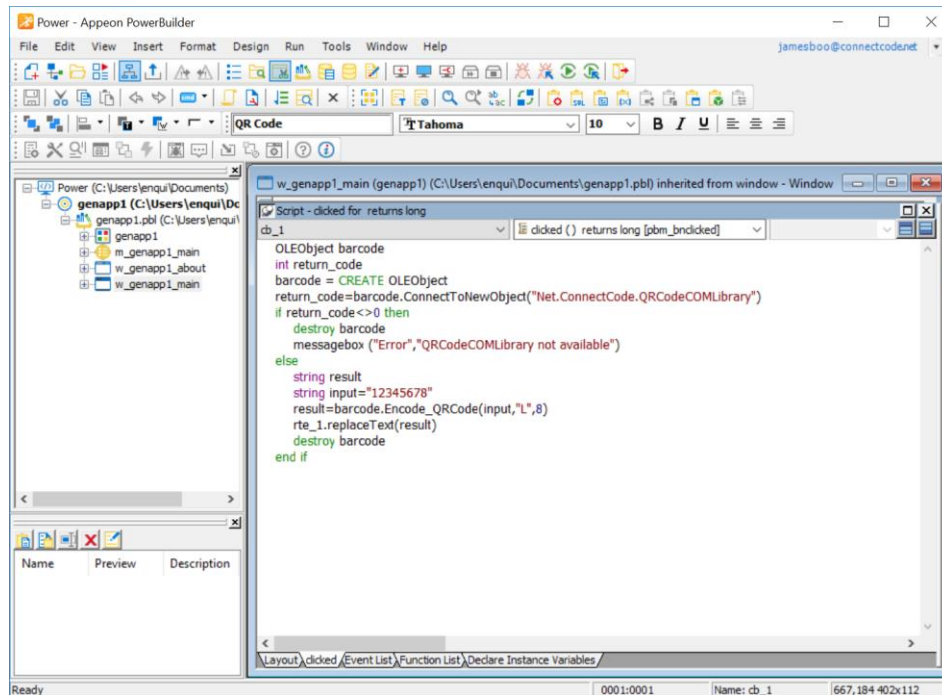 Power - Appeon PowerBuilder
File Edit View Insert Format Design Run Tools Window Help
jamesboo@connectcode.net
QR Code Tahoma 10 B I U
Power (C:\Users\enqui\Documents)
genapp1 (C:\Users\enqui\Dc
genapp1.pbl (C:\Users\enqui\
genapp1
m_genapp1_main
w_genapp1_about
w_genapp1_main
Name Preview Description
w_genapp1_main (genapp1) (C:\Users\enqui\Documents\genapp1.pbl) inherited from window - Window
Script - clicked for returns long
cb_1 clicked ( ) returns long [pbm_bnclicked]
OLEObject barcode
int return_code
barcode = CREATE OLEObject
return_code=barcode.ConnectToNewObject("Net.ConnectCode.QRCodeCOMLibrary")
if return_code<>0 then
destroy barcode
messagebox ("Error","QRCodeCOMLibrary not available")
else
string result
string input="12345678"
result=barcode.Encode_QRCode(input,"L",8)
rte_1.replaceText(result)
destroy barcode
end if
Layout clicked Event List Function List Declare Instance Variables
Ready 0001:0001 Name: cb_1 667,184 402x112